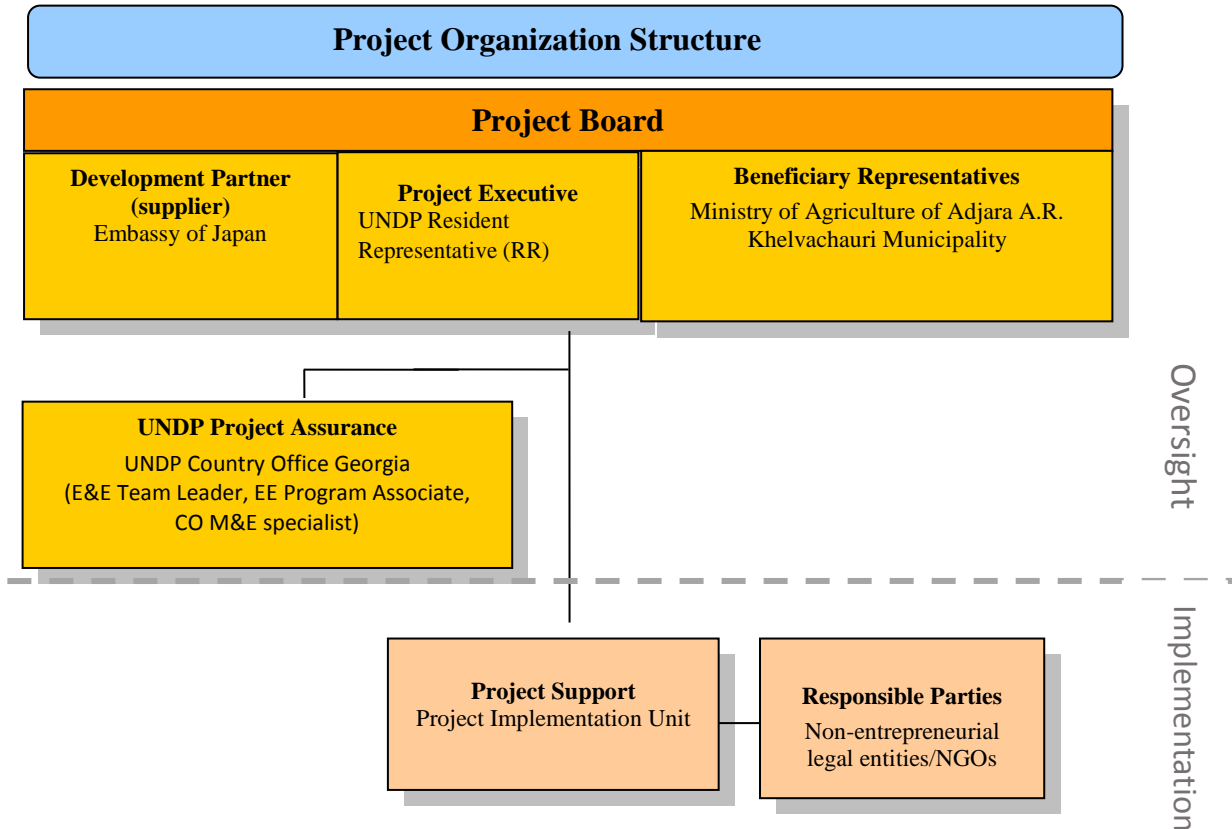 Project Organization Structure
Project Board
Development Partner
(supplier)
Embassy of Japan
Project Executive
UNDP Resident
Representative (RR)
Beneficiary Representatives
Ministry of Agriculture of Adjara A.R.
Khelvachauri Municipality
UNDP Project Assurance
UNDP Country Office Georgia
(E&E Team Leader, EE Program Associate,
CO M&E specialist)
Oversight
Project Support
Project Implementation Unit
Responsible Parties
Non-entrepreneurial
legal entities/NGOs
Implementation